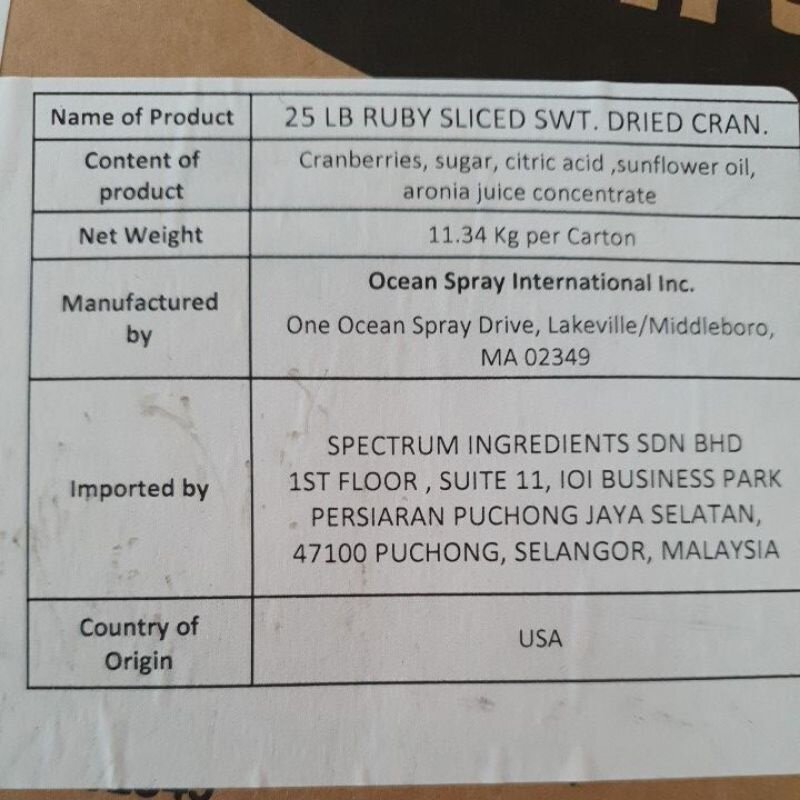 Name of Product 25 LB RUBY SLICED SWT. DRIED CRAN.
Content of product Cranberries, sugar, citric acid ,sunflower oil,
aronia juice concentrate
Net Weight 11.34 Kg per Carton
Manufactured by Ocean Spray International Inc.
One Ocean Spray Drive, Lakeville/Middleboro,
MA 02349
Imported by SPECTRUM INGREDIENTS SDN BHD
1ST FLOOR , SUITE 11, IOI BUSINESS PARK
PERSIARAN PUCHONG JAYA SELATAN,
47100 PUCHONG, SELANGOR, MALAYSIA
Country of Origin USA